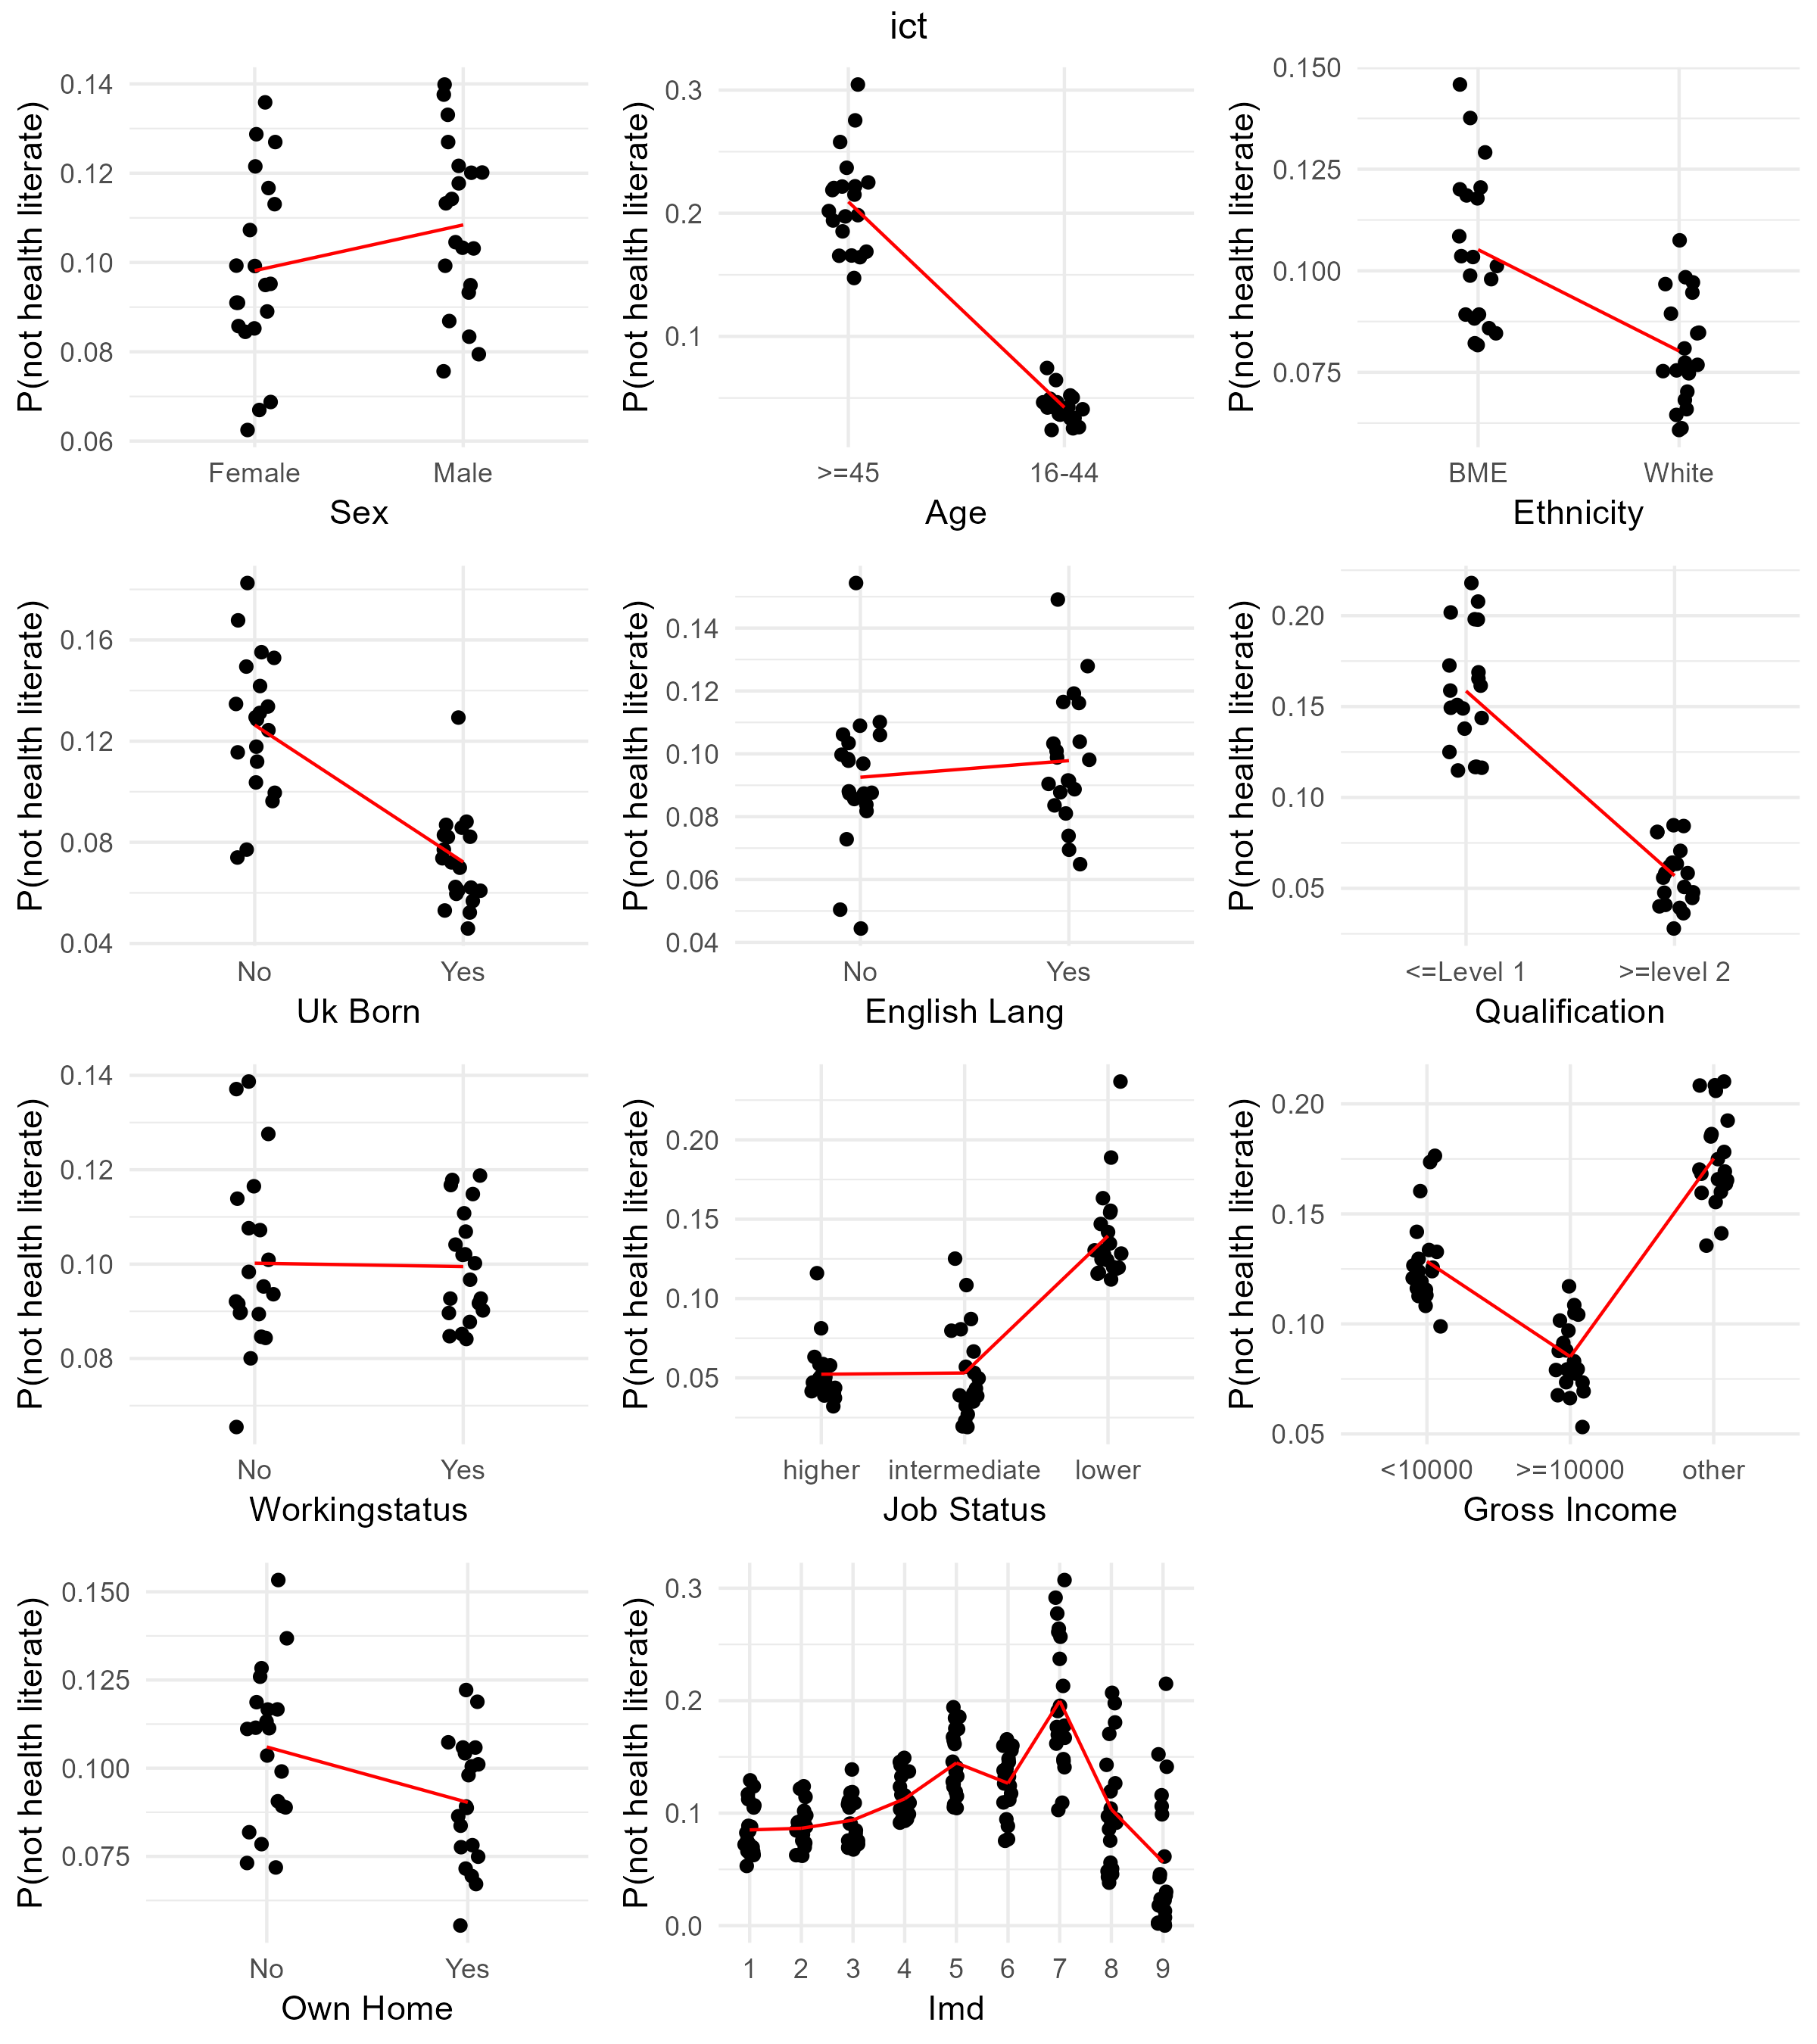 ict
P(not health literate)
0.14
0.12
0.10
0.08
0.06
Female Male
Sex
P(not health literate)
0.3
0.2
0.1
>=45 16-44
Age
P(not health literate)
0.150
0.125
0.100
0.075
BME White
Ethnicity
P(not health literate)
0.16
0.12
0.08
0.04
No Yes
Uk Born
P(not health literate)
0.14
0.12
0.10
0.08
0.06
0.04
No Yes
English Lang
P(not health literate)
0.20
0.15
0.10
0.05
<=Level 1 >=level 2
Qualification
P(not health literate)
0.14
0.12
0.10
0.08
No Yes
Workingstatus
P(not health literate)
0.20
0.15
0.10
0.05
higher intermediate lower
Job Status
P(not health literate)
0.20
0.15
0.10
0.05
<10000 >=10000 other
Gross Income
P(not health literate)
0.150
0.125
0.100
0.075
No Yes
Own Home
P(not health literate)
0.3
0.2
0.1
0.0
1 2 3 4 5 6 7 8 9
Imd